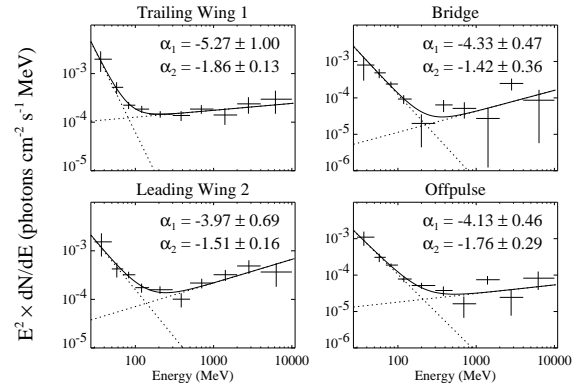 Trailing Wing 1
α₁ = -5.27 ± 1.00
α₂ = -1.86 ± 0.13
10⁻³
10⁻⁴
10⁻⁵
Bridge
α₁ = -4.33 ± 0.47
α₂ = -1.42 ± 0.36
10⁻³
10⁻⁴
10⁻⁵
10⁻⁶
Leading Wing 2
α₁ = -3.97 ± 0.69
α₂ = -1.51 ± 0.16
10⁻³
10⁻⁴
10⁻⁵
100 1000 10000
Energy (MeV)
Offpulse
α₁ = -4.13 ± 0.46
α₂ = -1.76 ± 0.29
10⁻³
10⁻⁴
10⁻⁵
10⁻⁶
100 1000 10000
Energy (MeV)
E² × dN/dE (photons cm⁻² s⁻¹ MeV)